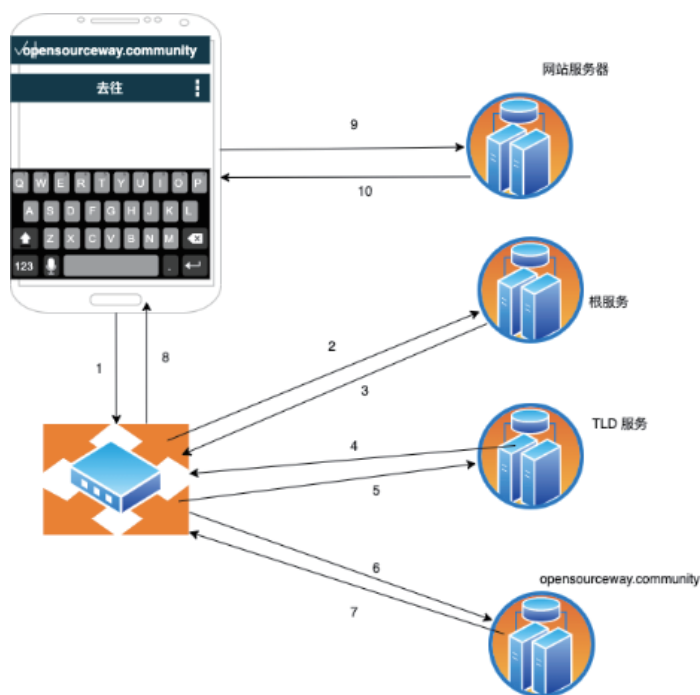 opensourceway.community
去往
Q W E R T Y U I O P
A S D F G H J K L
Z X C V B N M
123 .
网站服务器
9
10
根服务
2
3
1
8
TLD 服务
4
5
6
opensourceway.community
7